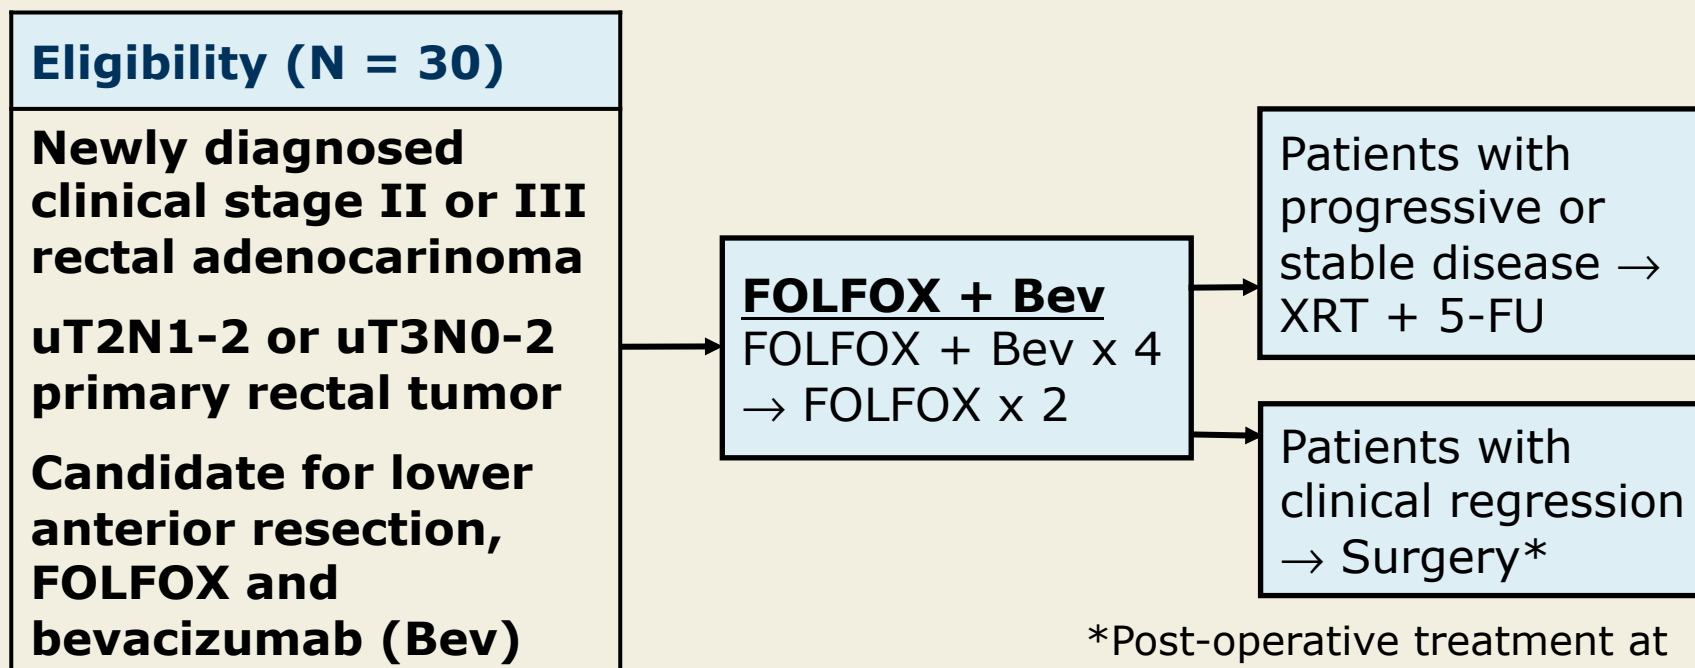 Eligibility (N = 30)
Newly diagnosed
clinical stage II or III
rectal adenocarinoma
uT2N1-2 or uT3N0-2
primary rectal tumor
Candidate for lower
anterior resection,
FOLFOX and
bevacizumab (Bev)
FOLFOX + Bev
FOLFOX + Bev x 4
→ FOLFOX x 2
Patients with
progressive or
stable disease →
XRT + 5-FU
Patients with
clinical regression
→ Surgery*
*Post-operative treatment at